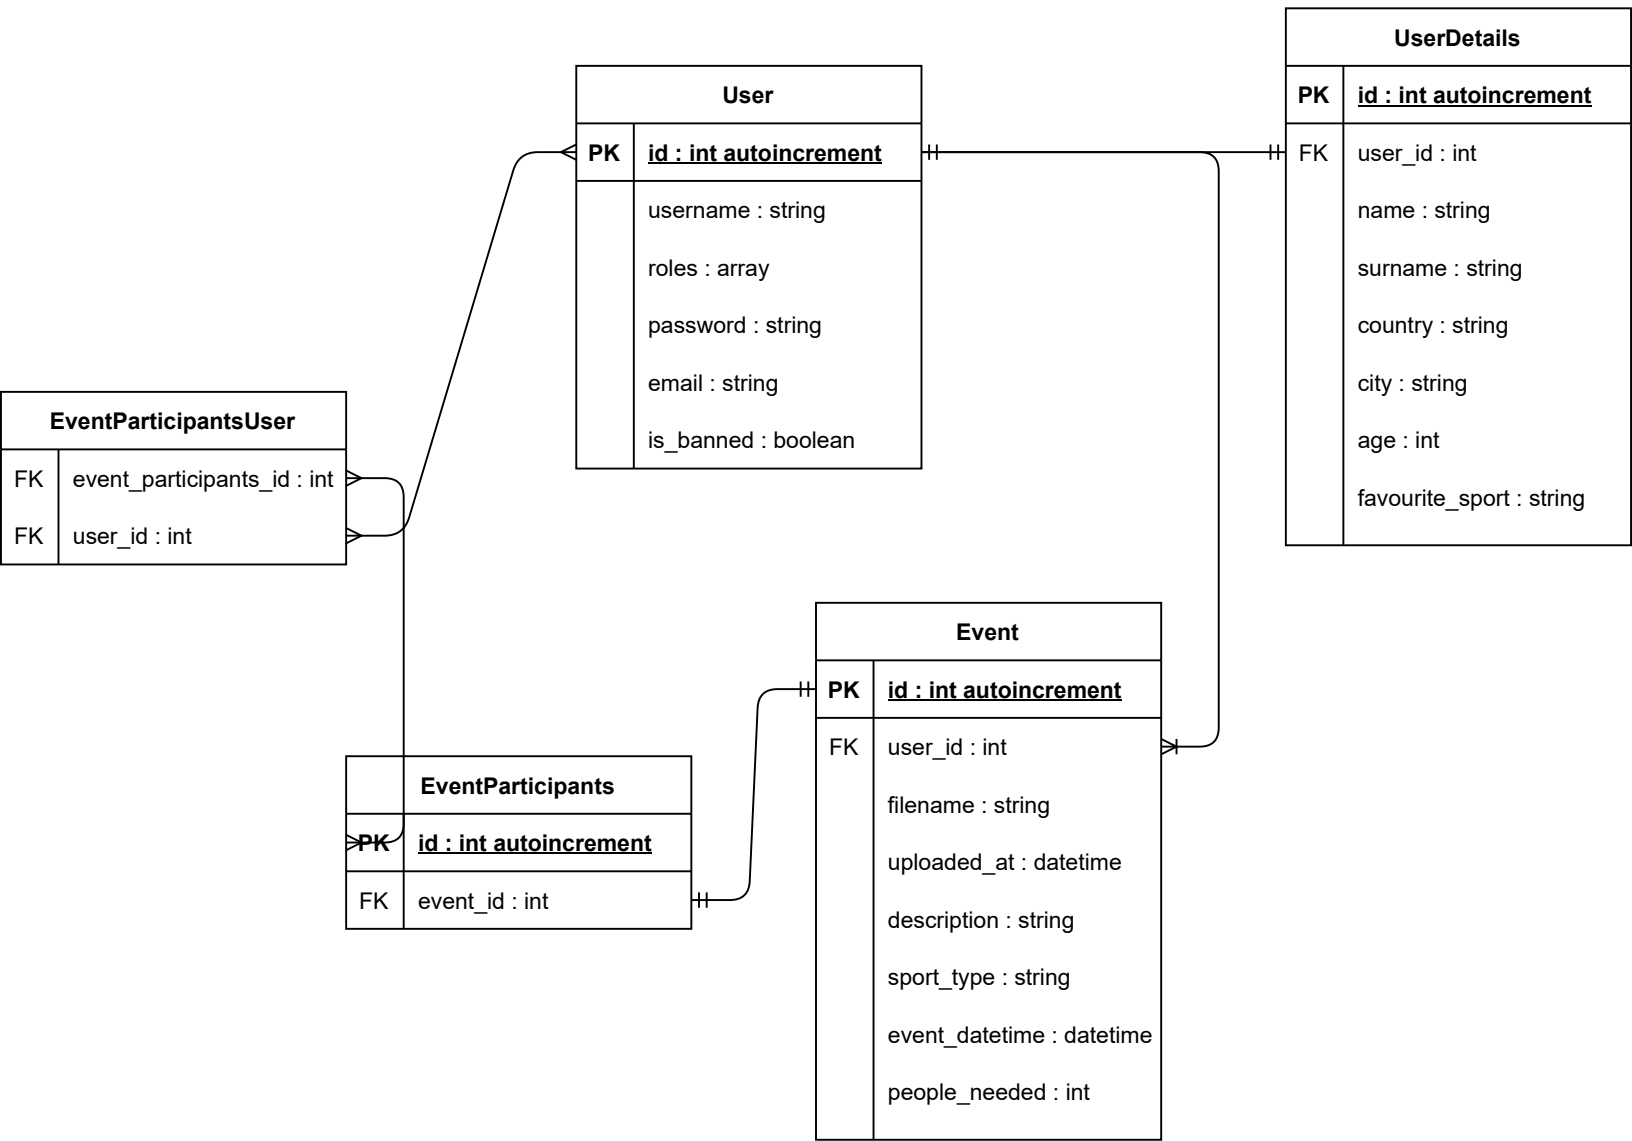 UserDetails
PK id : int autoincrement
FK user_id : int
name : string
surname : string
country : string
city : string
age : int
favourite_sport : string
User
PK id : int autoincrement
username : string
roles : array
password : string
email : string
is_banned : boolean
EventParticipantsUser
FK event_participants_id : int
FK user_id : int
Event
PK id : int autoincrement
FK user_id : int
filename : string
uploaded_at : datetime
description : string
sport_type : string
event_datetime : datetime
people_needed : int
EventParticipants
PK id : int autoincrement
FK event_id : int